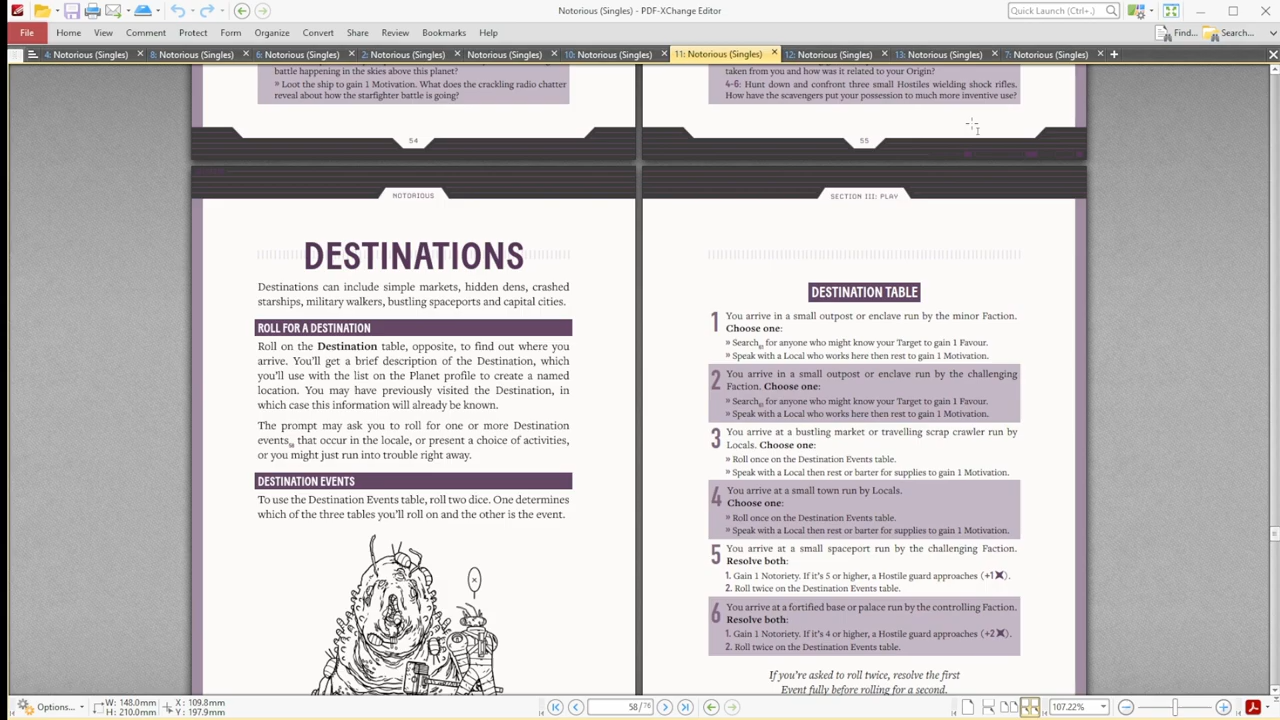 Notorious (Singles) - PDF-XChange Editor
Quick Launch (Ctrl+.)
File
Home
View
Comment
Protect
Form
Organize
Convert
Share
Review
Bookmarks
Help
Find...
Search...
4: Notorious (Singles)
8: Notorious (Singles)
6: Notorious (Singles)
2: Notorious (Singles)
Notorious (Singles)
10: Notorious (Singles)
11: Notorious (Singles)
12: Notorious (Singles)
13: Notorious (Singles)
7: Notorious (Singles)
battle happening in the skies above this planet?
» Loot the ship to gain 1 Motivation. What does the crackling radio chatter
reveal about how the starfighter battle is going?
54
taken from you and how was it related to your Origin?
4-6: Hunt down and confront three small Hostiles wielding shock rifles.
How have the scavengers put your possession to much more inventive use?
55
NOTORIOUS
DESTINATIONS
Destinations can include simple markets, hidden dens, crashed
starships, military walkers, bustling spaceports and capital cities.
ROLL FOR A DESTINATION
Roll on the Destination table, opposite, to find out where you
arrive. You'll get a brief description of the Destination, which
you'll use with the list on the Planet profile to create a named
location. You may have previously visited the Destination, in
which case this information will already be known.
The prompt may ask you to roll for one or more Destination
events that occur in the locale, or present a choice of activities,
or you might just run into trouble right away.
DESTINATION EVENTS
To use the Destination Events table, roll two dice. One determines
which of the three tables you'll roll on and the other is the event.
SECTION III: PLAY
DESTINATION TABLE
1 You arrive in a small outpost or enclave run by the minor Faction.
Choose one:
» Search for anyone who might know your Target to gain 1 Favour.
» Speak with a Local who works here then rest to gain 1 Motivation.
2 You arrive in a small outpost or enclave run by the challenging
Faction. Choose one:
» Search for anyone who might know your Target to gain 1 Favour.
» Speak with a Local who works here then rest to gain 1 Motivation.
3 You arrive at a bustling market or travelling scrap crawler run by
Locals. Choose one:
» Roll once on the Destination Events table.
» Speak with a Local then rest or barter for supplies to gain 1 Motivation.
4 You arrive at a small town run by Locals.
Choose one:
» Roll once on the Destination Events table.
» Speak with a Local then rest or barter for supplies to gain 1 Motivation.
5 You arrive at a small spaceport run by the challenging Faction.
Resolve both:
1. Gain 1 Notoriety. If it's 5 or higher, a Hostile guard approaches (+1).
2. Roll twice on the Destination Events table.
6 You arrive at a fortified base or palace run by the controlling Faction.
Resolve both:
1. Gain 1 Notoriety. If it's 4 or higher, a Hostile guard approaches (+2).
2. Roll twice on the Destination Events table.
If you're asked to roll twice, resolve the first
Event fully before rolling for a second.
Options...
W: 148.0mm
H: 210.0mm
X: 109.8mm
Y: 197.9mm
58 / 76
107.22%